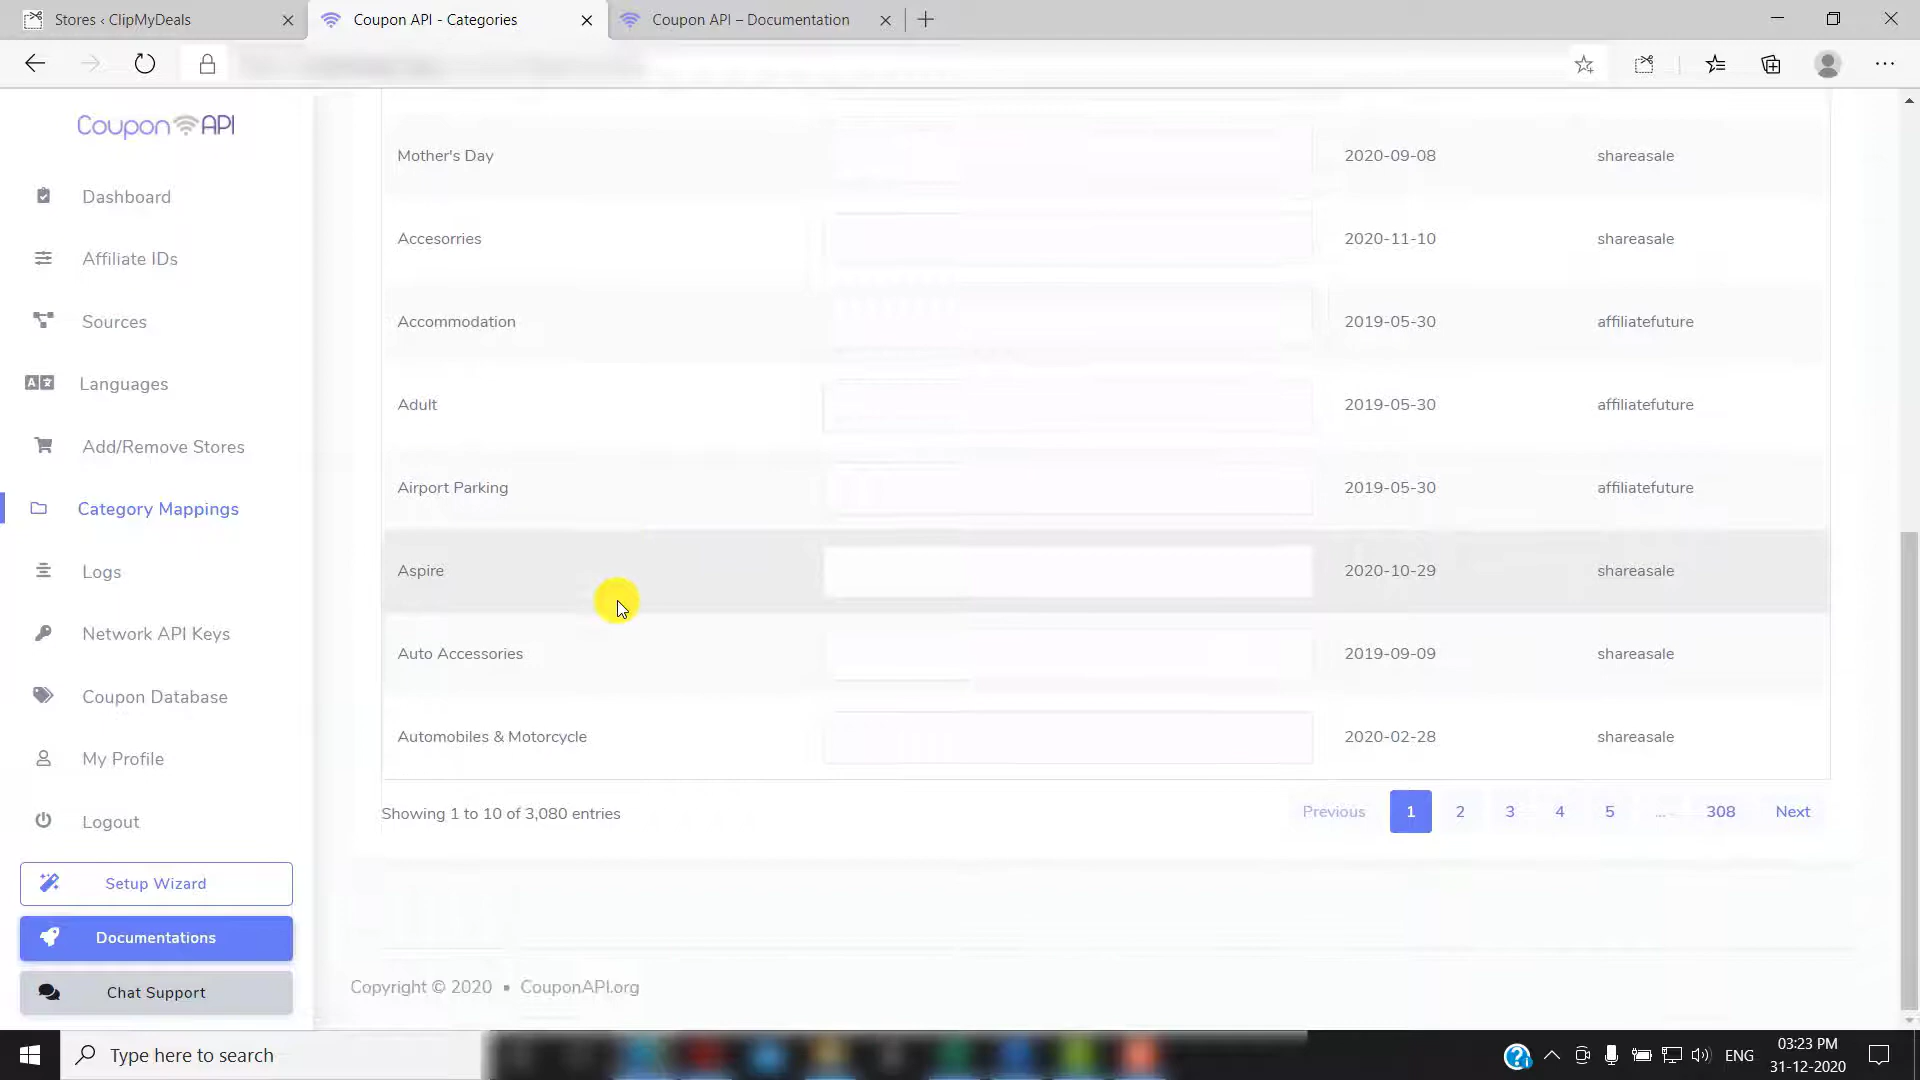 Stores ‹ ClipMyDeals
Coupon API - Categories
Coupon API – Documentation
Coupon API
Dashboard
Affiliate IDs
Sources
Languages
Add/Remove Stores
Category Mappings
Logs
Network API Keys
Coupon Database
My Profile
Logout
Setup Wizard
Documentations
Chat Support
Mother's Day 2020-09-08 shareasale
Accesorries 2020-11-10 shareasale
Accommodation 2019-05-30 affiliatefuture
Adult 2019-05-30 affiliatefuture
Airport Parking 2019-05-30 affiliatefuture
Aspire 2020-10-29 shareasale
Auto Accessories 2019-09-09 shareasale
Automobiles & Motorcycle 2020-02-28 shareasale
Showing 1 to 10 of 3,080 entries
Previous 1 2 3 4 5 ... 308 Next
Copyright © 2020 • CouponAPI.org
Type here to search
ENG
03:23 PM
31-12-2020